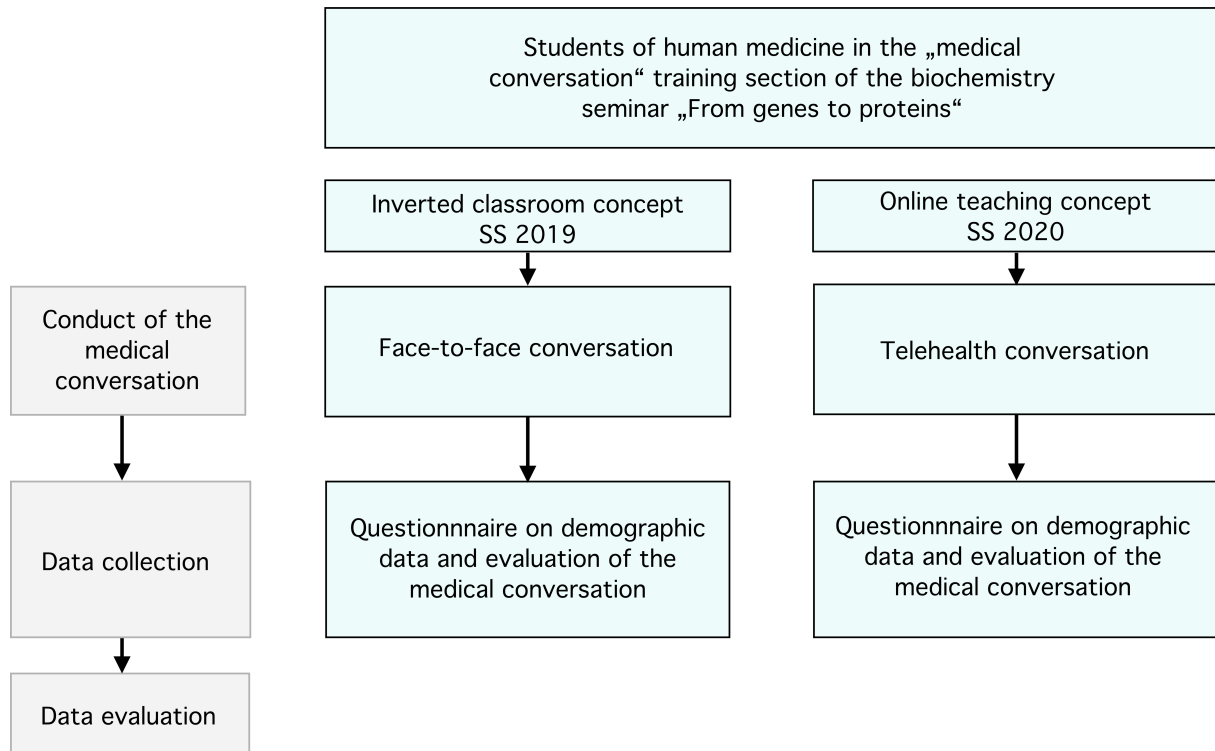 Students of human medicine in the „medical
conversation“ training section of the biochemistry
seminar „From genes to proteins“
Inverted classroom concept
SS 2019
Online teaching concept
SS 2020
Conduct of the
medical
conversation
Face-to-face conversation
Telehealth conversation
Data collection
Questionnnaire on demographic
data and evaluation of the
medical conversation
Questionnnaire on demographic
data and evaluation of the
medical conversation
Data evaluation